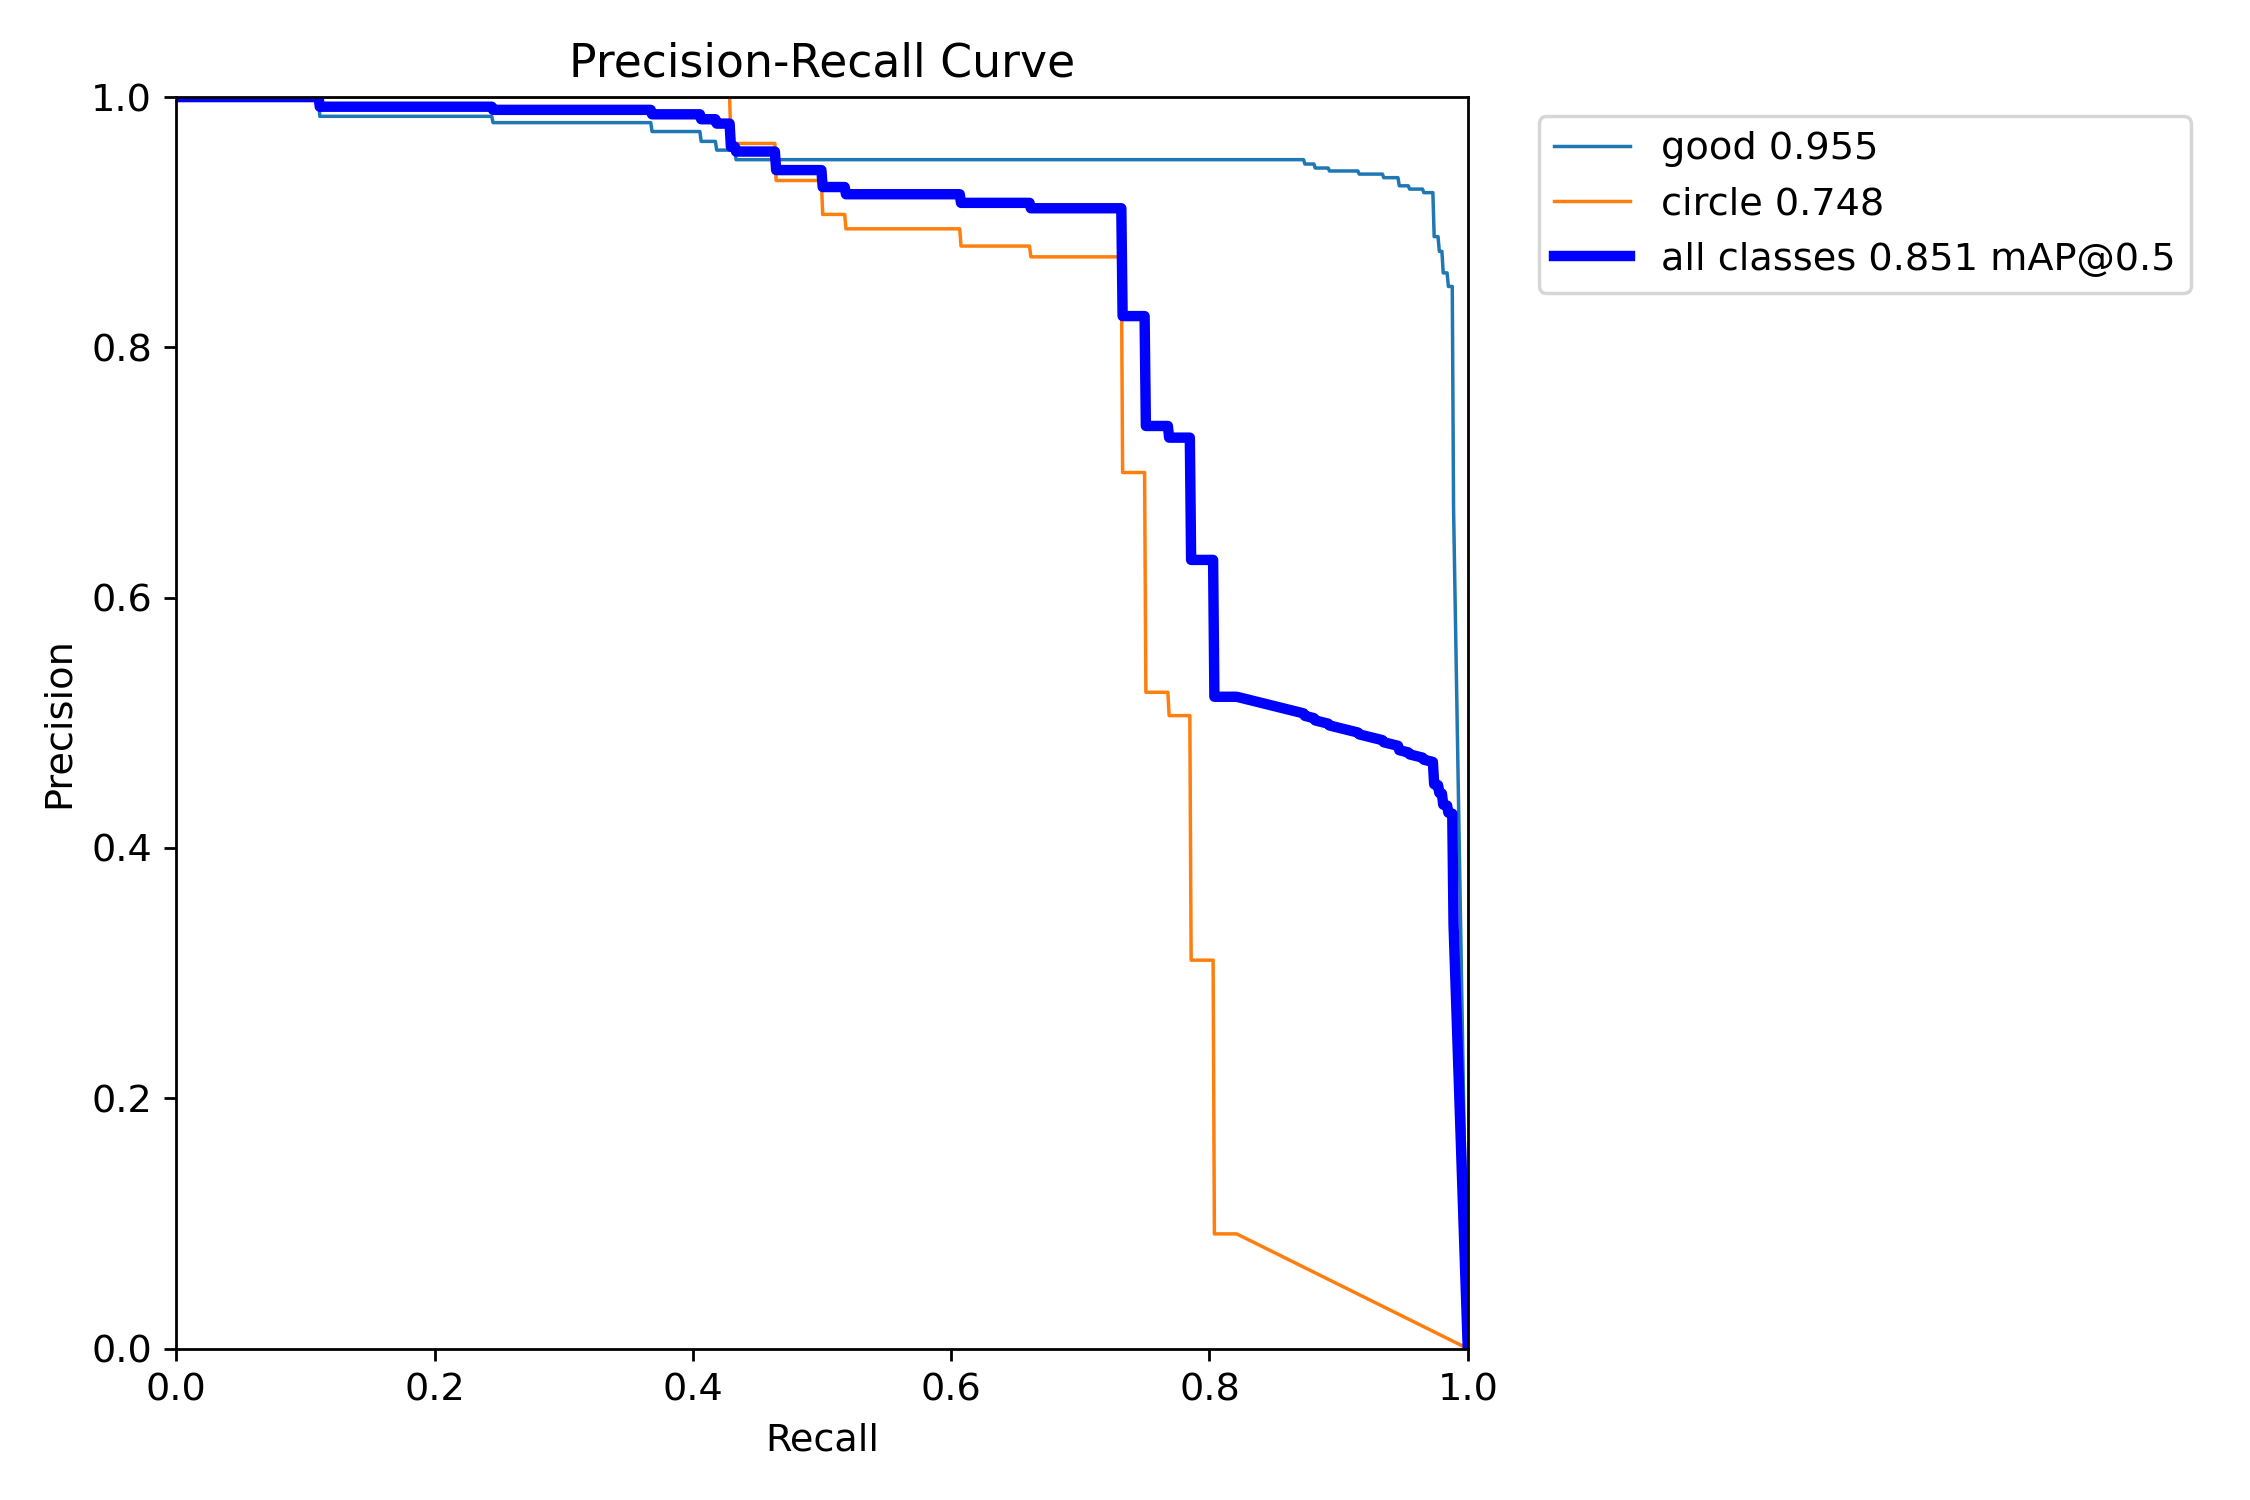 Precision-Recall Curve
1.0
0.8
0.6
0.4
0.2
0.0
Precision
0.0 0.2 0.4 0.6 0.8 1.0
Recall
good 0.955
circle 0.748
all classes 0.851 mAP@0.5